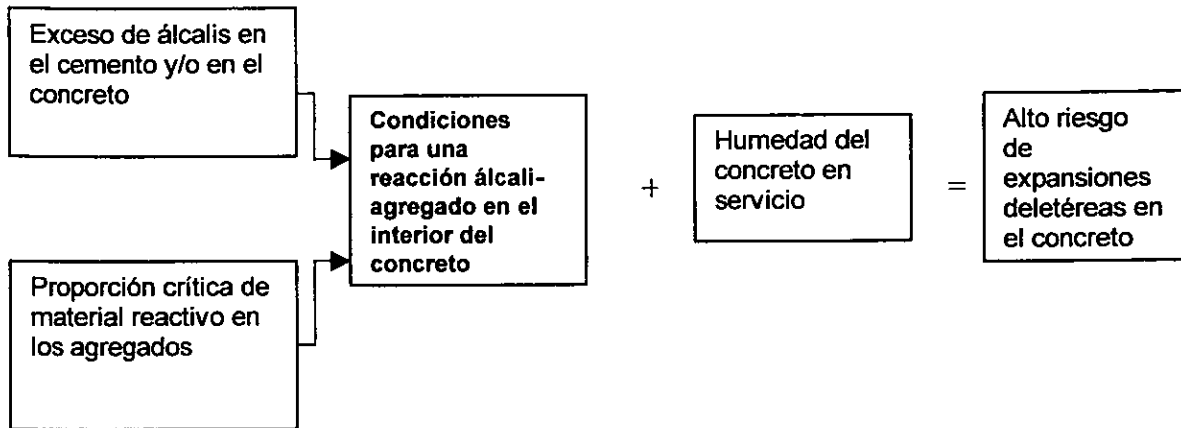 Exceso de álcalis en
el cemento y/o en el
concreto
Proporción crítica de
material reactivo en
los agregados
Condiciones
para una
reacción álcali-
agregado en el
interior del
concreto
+
Humedad del
concreto en
servicio
=
Alto riesgo
de
expansiones
deletéreas en
el concreto